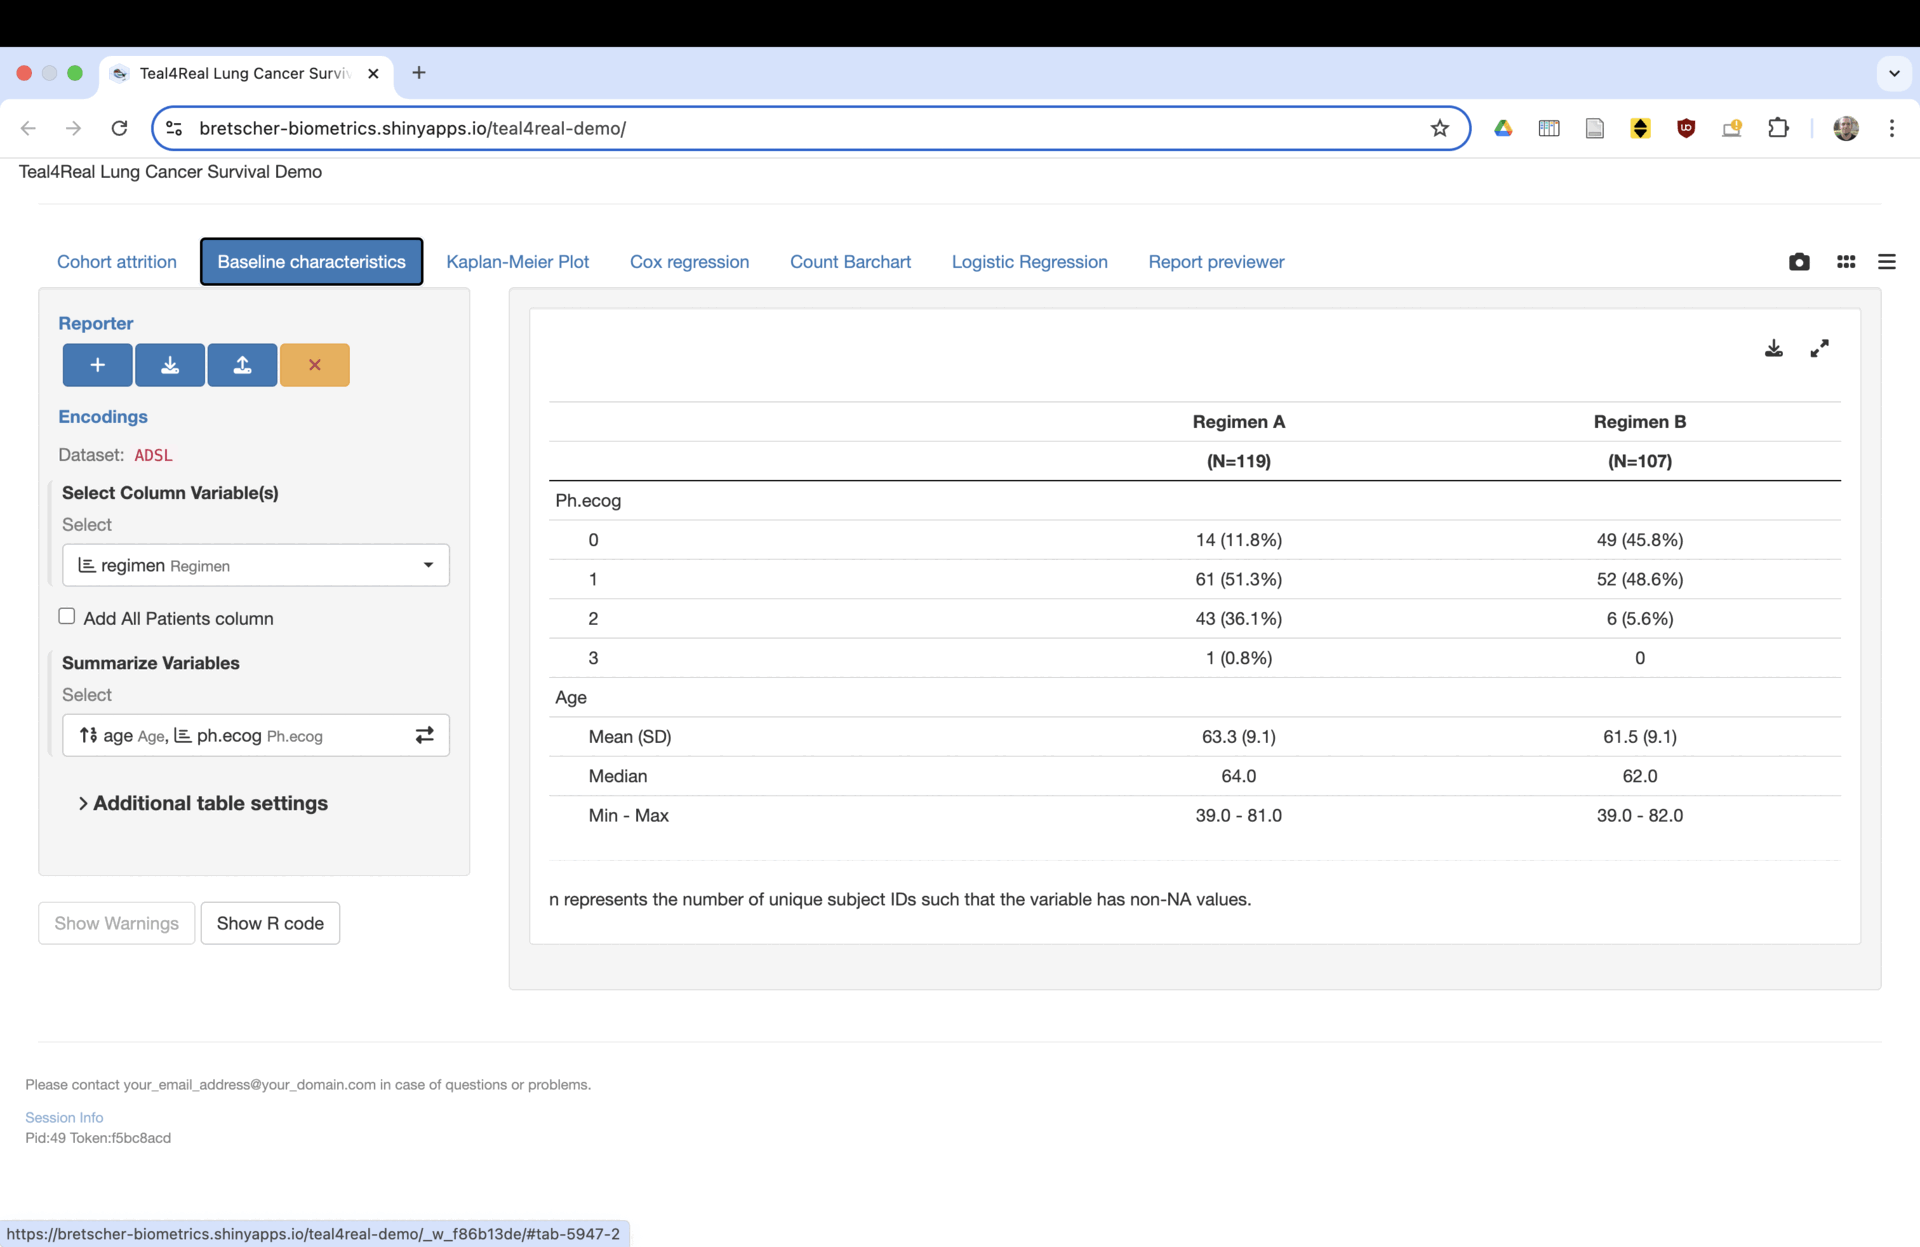 Teal4Real Lung Cancer Surviv
bretscher-biometrics.shinyapps.io/teal4real-demo/
Teal4Real Lung Cancer Survival Demo
Cohort attrition
Baseline characteristics
Kaplan-Meier Plot
Cox regression
Count Barchart
Logistic Regression
Report previewer
Reporter
Encodings
Dataset: ADSL
Select Column Variable(s)
Select
regimen Regimen
Add All Patients column
Summarize Variables
Select
age Age, ph.ecog Ph.ecog
Additional table settings
Show Warnings
Show R code
Regimen A Regimen B
(N=119) (N=107)
Ph.ecog
0 14 (11.8%) 49 (45.8%)
1 61 (51.3%) 52 (48.6%)
2 43 (36.1%) 6 (5.6%)
3 1 (0.8%) 0
Age
Mean (SD) 63.3 (9.1) 61.5 (9.1)
Median 64.0 62.0
Min - Max 39.0 - 81.0 39.0 - 82.0
n represents the number of unique subject IDs such that the variable has non-NA values.
Please contact your_email_address@your_domain.com in case of questions or problems.
Session Info
Pid:49 Token:f5bc8acd
https://bretscher-biometrics.shinyapps.io/teal4real-demo/_w_f86b13de/#tab-5947-2